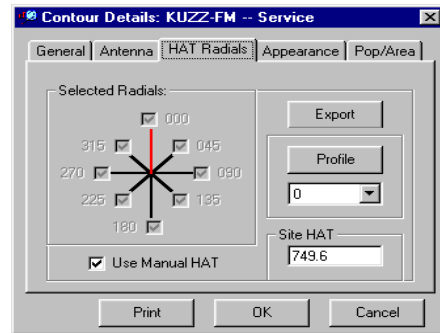 Contour Details: KUZZ-FM -- Service
General Antenna HAT Radials Appearance Pop/Area
Selected Radials:
000
315 045
270 090
225 135
180
Use Manual HAT
Export
Profile
0
Site HAT
749.6
Print OK Cancel